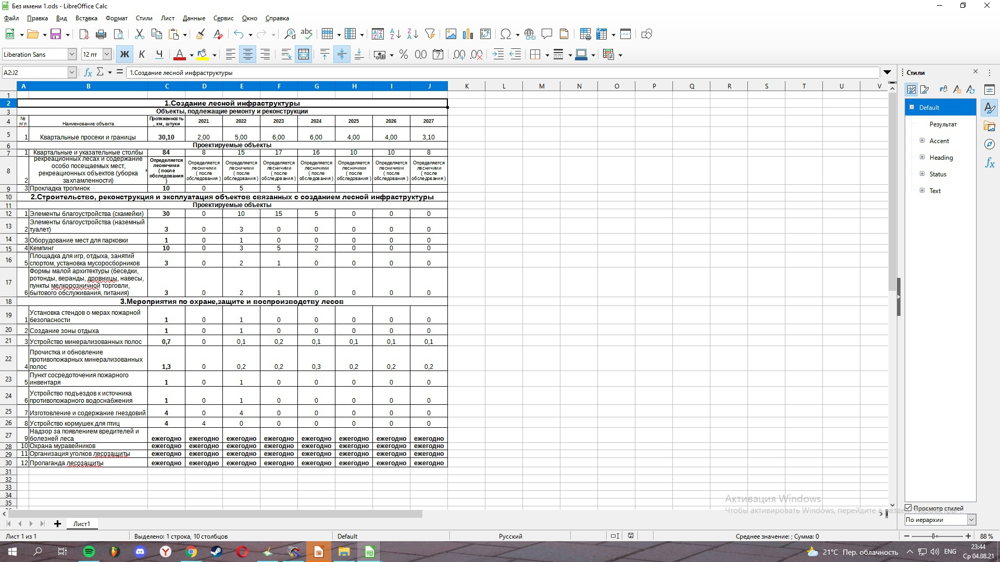 Без имени 1.ods - LibreOffice Calc
Файл Правка Вид Вставка Формат Стили Лист Данные Сервис Окно Справка
Liberation Sans 12 пт Ж К Ч
A2:J2 1.Создание лесной инфраструктуры
A B C D E F G H I J K L M N O P Q R S T U V
1
2 1.Создание лесной инфраструктуры
3 Объекты, подлежащие ремонту и реконструкции
4 № п/п Наименование объекта Протяженность, км, штуки 2021 2022 2023 2024 2025 2026 2027
5 1 Квартальные просеки и границы 30,10 2,00 5,00 6,00 6,00 4,00 4,00 3,10
6 Проектируемые объекты
7 1 Квартальные и указательные столбы 84 8 15 17 16 10 10 8
8 2 рекреационных лесах и содержание особо посещаемых мест, рекреационных объектов (уборка захламленности) Определяется лесничими ( после обследования ) Определяется лесничими ( после обследования ) Определяется лесничими ( после обследования ) Определяется лесничими ( после обследования ) Определяется лесничими ( после обследования ) Определяется лесничими ( после обследования ) Определяется лесничими ( после обследования ) Определяется лесничими ( после обследования )
9 3 Прокладка тропинок 10 0 5 5
10 2.Строительство, реконструкция и эксплуатация объектов связанных с созданием лесной инфраструктуры
11 Проектируемые объекты
12 1 Элементы благоустройства (скамейки) 30 0 10 15 5 0 0 0
13 2 Элементы благоустройства (наземный туалет) 3 0 3 0 0 0 0 0
14 3 Оборудование мест для парковки 1 0 1 0 0 0 0 0
15 4 Кемпинг 10 0 3 5 2 0 0 0
16 5 Площадка для игр, отдыха, занятий спортом, установка мусоросборников 3 0 2 1 0 0 0 0
17 6 Формы малой архитектуры (беседки, ротонды, веранды, дровницы, навесы, пункты мелкорозничной торговли, бытового обслуживания, питания) 3 0 2 1 0 0 0 0
18 3.Мероприятия по охране,защите и воспроизводству лесов
19 1 Установка стендов о мерах пожарной безопасности 1 0 1 0 0 0 0 0
20 2 Создание зоны отдыха 1 0 1 0 0 0 0 0
21 3 Устройство минерализованных полос 0,7 0 0,1 0,2 0,1 0,1 0,1 0,1
22 4 Прочистка и обновление противопожарных минерализованных полос 1,3 0 0,2 0,2 0,3 0,2 0,2 0,2
23 5 Пункт сосредоточения пожарного инвентаря 1 0 1 0 0 0 0 0
24 6 Устройство подъездов к источника противопожарного водоснабжения 1 0 1 0 0 0 0 0
25 7 Изготовление и содержание гнездовий 4 0 4 0 0 0 0 0
26 8 Устройство кормушек для птиц 4 4 0 0 0 0 0 0
27 9 Надзор за появлением вредителей и болезней леса ежегодно ежегодно ежегодно ежегодно ежегодно ежегодно ежегодно ежегодно
28 10 Охрана муравейников ежегодно ежегодно ежегодно ежегодно ежегодно ежегодно ежегодно ежегодно
29 11 Организация уголков лесозащиты ежегодно ежегодно ежегодно ежегодно ежегодно ежегодно ежегодно ежегодно
30 12 Пропаганда лесозащиты ежегодно ежегодно ежегодно ежегодно ежегодно ежегодно ежегодно ежегодно
31
32
33
34
35
Стили
Default
Результат
Accent
Heading
Status
Text
Активация Windows
Чтобы активировать Windows, перейдите в раздел "Параметры".
Просмотр стилей
По иерархии
Лист1
Лист 1 из 1 Выделено: 1 строка, 10 столбцов Default Русский Среднее значение: ; Сумма: 0 88 %
21°C Пер. облачность ENG 23:44
Ср 04.08.21